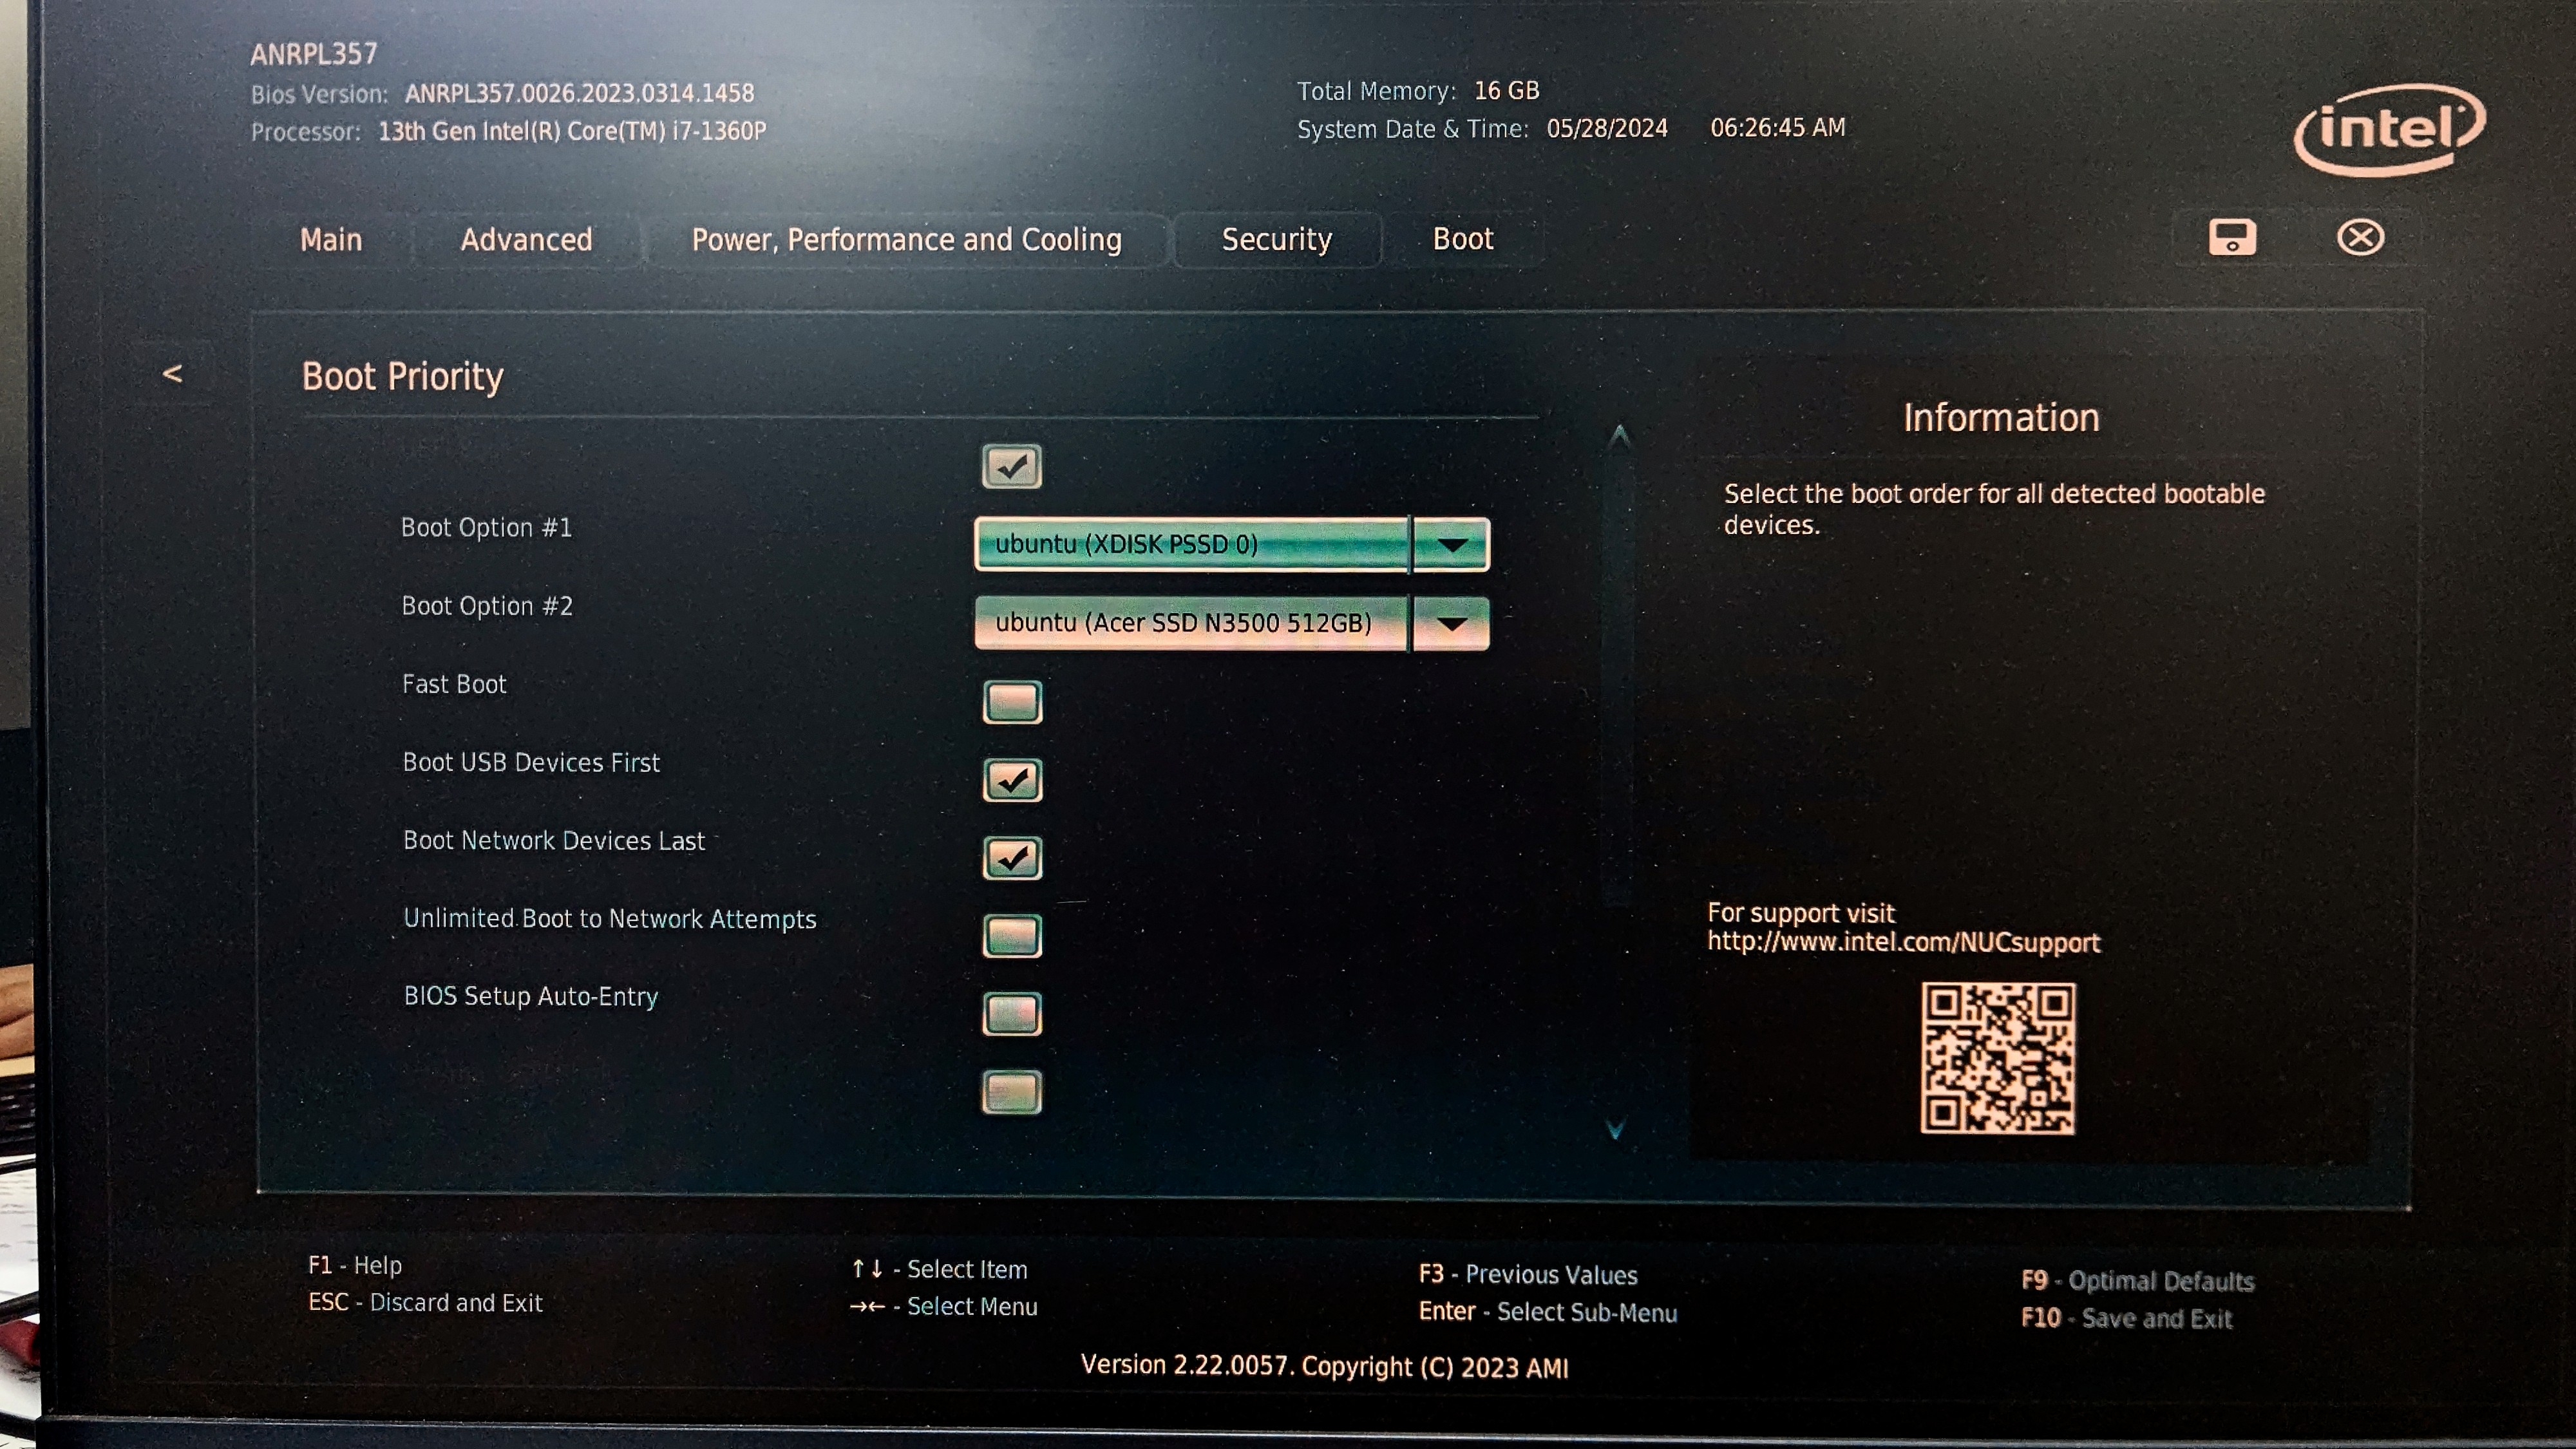 ANRPL357
Bios Version: ANRPL357.0026.2023.0314.1458
Processor: 13th Gen Intel(R) Core(TM) i7-1360P
Total Memory: 16 GB
System Date & Time: 05/28/2024 06:26:45 AM
intel
Main Advanced Power, Performance and Cooling Security Boot
<
Boot Priority
Boot Option #1 ubuntu (XDISK PSSD 0)
Boot Option #2 ubuntu (Acer SSD N3500 512GB)
Fast Boot
Boot USB Devices First
Boot Network Devices Last
Unlimited Boot to Network Attempts
BIOS Setup Auto-Entry
Information
Select the boot order for all detected bootable
devices.
For support visit
http://www.intel.com/NUCsupport
F1 - Help
ESC - Discard and Exit
↑↓ - Select Item
→← - Select Menu
F3 - Previous Values
Enter - Select Sub-Menu
F9 - Optimal Defaults
F10 - Save and Exit
Version 2.22.0057. Copyright (C) 2023 AMI